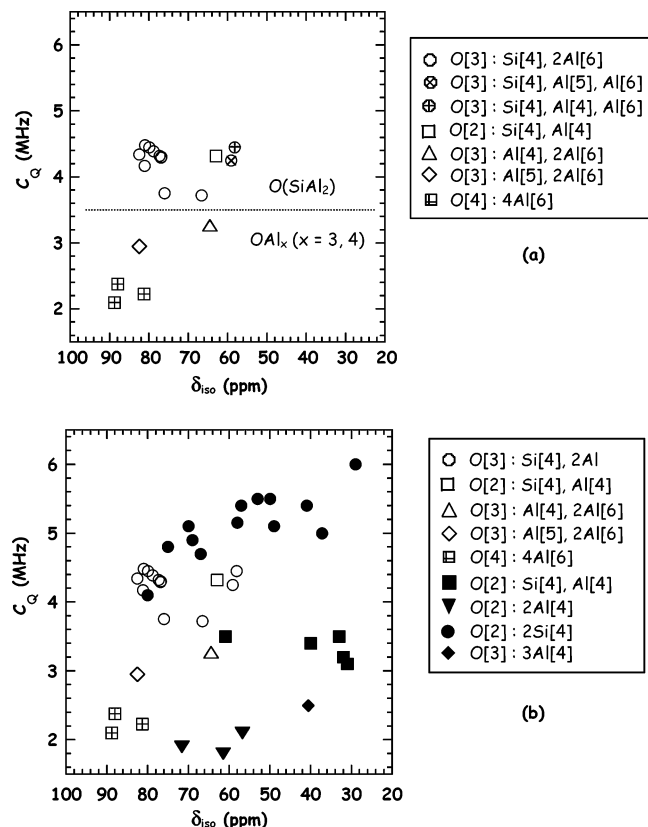 6
5
4
3
2
C_Q (MHz)
O(SiAl₂)
OAlₓ (x = 3, 4)
100 90 80 70 60 50 40 30 20
δ_iso (ppm)
O[3] : Si[4], 2Al[6]
O[3] : Si[4], Al[5], Al[6]
O[3] : Si[4], Al[4], Al[6]
O[2] : Si[4], Al[4]
O[3] : Al[4], 2Al[6]
O[3] : Al[5], 2Al[6]
O[4] : 4Al[6]
(a)
6
5
4
3
2
C_Q (MHz)
100 90 80 70 60 50 40 30 20
δ_iso (ppm)
O[3] : Si[4], 2Al
O[2] : Si[4], Al[4]
O[3] : Al[4], 2Al[6]
O[3] : Al[5], 2Al[6]
O[4] : 4Al[6]
O[2] : Si[4], Al[4]
O[2] : 2Al[4]
O[2] : 2Si[4]
O[3] : 3Al[4]
(b)